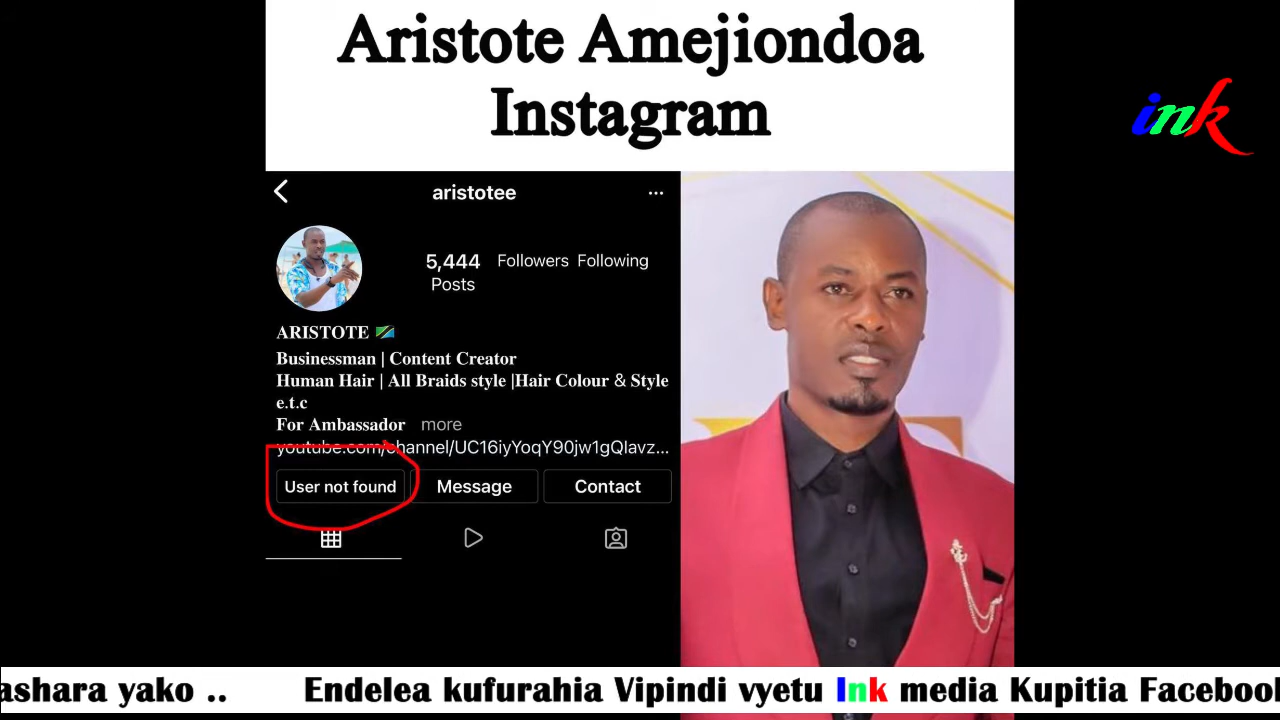 Aristote Amejiondoa
Instagram
ink
aristotee
5,444 Followers Following
Posts
ARISTOTE
Businessman | Content Creator
Human Hair | All Braids style |Hair Colour & Style
e.t.c
For Ambassador more
youtube.com/channel/UC16iyYoqY90jw1gQlavz...
User not found Message Contact
ashara yako .. Endelea kufurahia Vipindi vyetu Ink media Kupitia Facebool